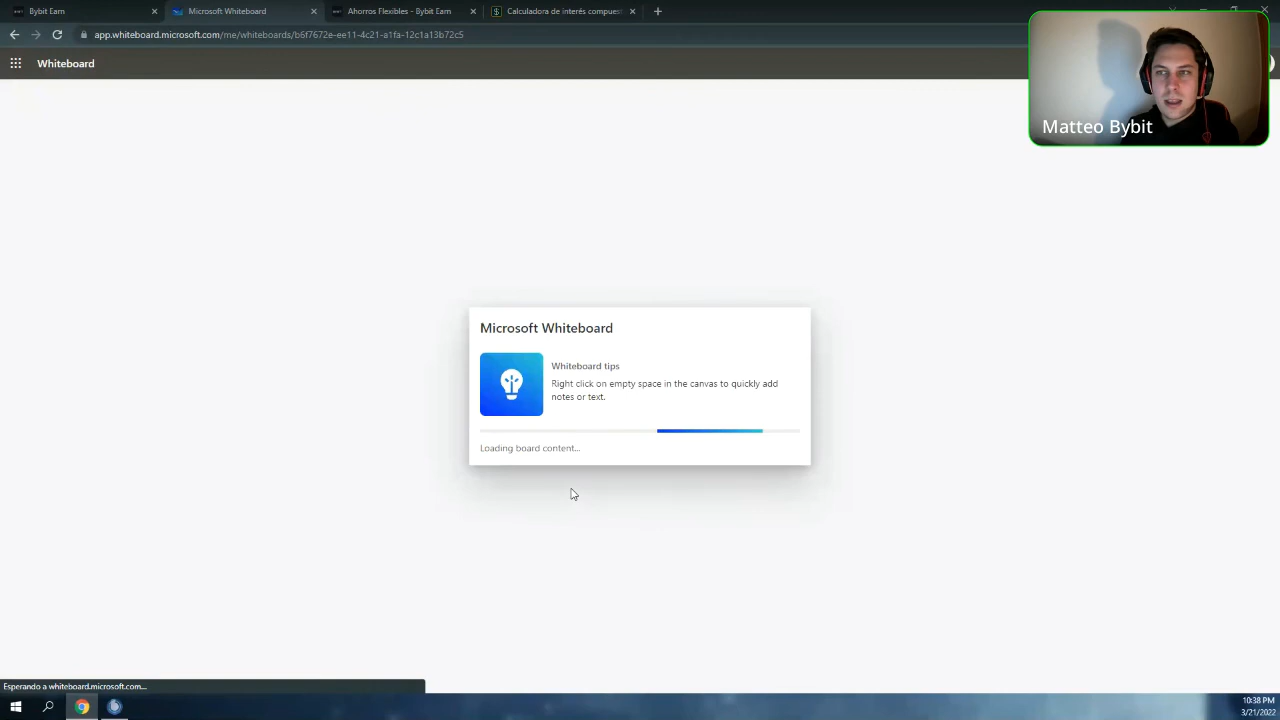 Bybit Earn
Microsoft Whiteboard
Ahorros Flexibles - Bybit Earn
Calculadora de interés compues
app.whiteboard.microsoft.com/me/whiteboards/b6f7672e-ee11-4c21-a1fa-12c1a13b72c5
Whiteboard
Matteo Bybit
Microsoft Whiteboard
Whiteboard tips
Right click on empty space in the canvas to quickly add
notes or text.
Loading board content...
Esperando a whiteboard.microsoft.com...
10:38 PM
3/21/2022